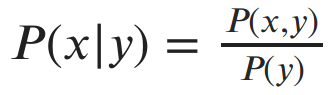 P(x|y) = P(x,y) / P(y)